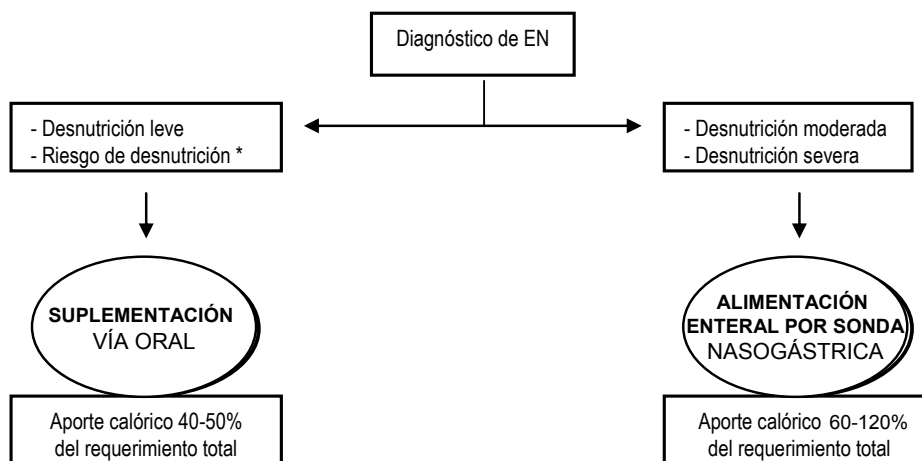 Diagnóstico de EN
- Desnutrición leve
- Riesgo de desnutrición *
- Desnutrición moderada
- Desnutrición severa
SUPLEMENTACIÓN
VÍA ORAL
ALIMENTACIÓN
ENTERAL POR SONDA
NASOGÁSTRICA
Aporte calórico 40-50%
del requerimiento total
Aporte calórico 60-120%
del requerimiento total